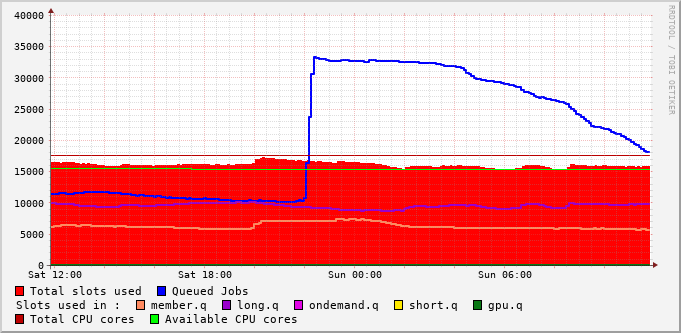 40000
35000
30000
25000
20000
15000
10000
5000
0
Sat 12:00 Sat 18:00 Sun 00:00 Sun 06:00
Total slots used Queued Jobs
Slots used in : member.q long.q ondemand.q short.q gpu.q
Total CPU cores Available CPU cores
RRDTOOL / TOBI OETIKER